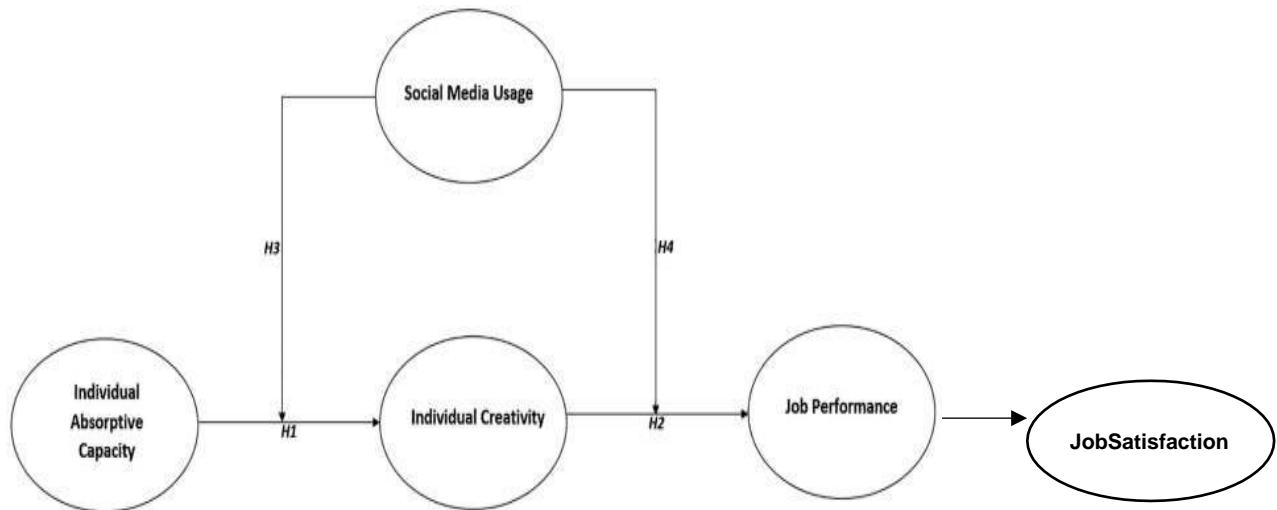 Social Media Usage
H3
H4
Individual
Absorptive
Capacity
H1
Individual Creativity
H2
Job Performance
JobSatisfaction